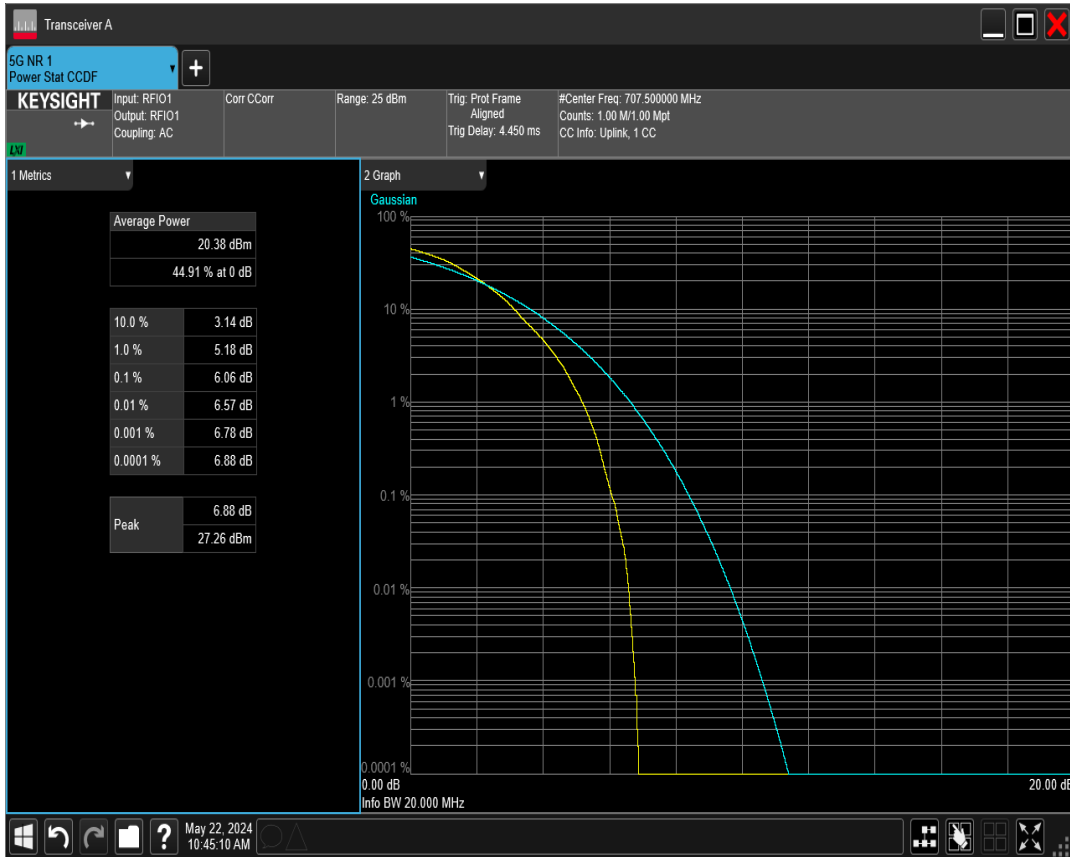 Transceiver A
5G NR 1
Power Stat CCDF
KEYSIGHT
LXI
Input: RFIO1
Output: RFIO1
Coupling: AC
Corr CCorr
Range: 25 dBm
Trig: Prot Frame
Aligned
Trig Delay: 4.450 ms
#Center Freq: 707.500000 MHz
Counts: 1.00 M/1.00 Mpt
CC Info: Uplink, 1 CC
1 Metrics
Average Power
20.38 dBm
44.91 % at 0 dB
10.0 % 3.14 dB
1.0 % 5.18 dB
0.1 % 6.06 dB
0.01 % 6.57 dB
0.001 % 6.78 dB
0.0001 % 6.88 dB
Peak 6.88 dB
27.26 dBm
2 Graph
Gaussian
100 %
10 %
1 %
0.1 %
0.01 %
0.001 %
0.0001 %
0.00 dB 20.00 dB
Info BW 20.000 MHz
May 22, 2024
10:45:10 AM